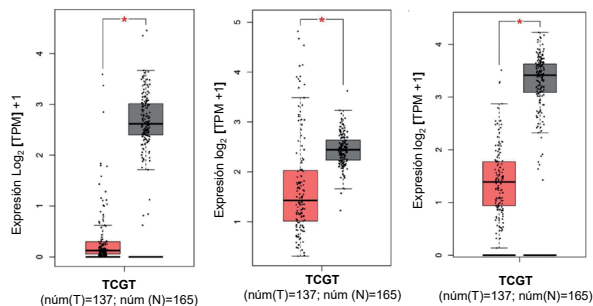 *
4
3
2
1
0
Expresión Log2 [TPM] +1
TCGT
(núm(T)=137; núm (N)=165)
*
5
4
3
2
1
Expresión log2 [TPM +1]
TCGT
(núm(T)=137; núm (N)=165)
*
4
3
2
1
0
Expresión log2 [TPM +1]
TCGT
(núm(T)=137; núm (N)=165)